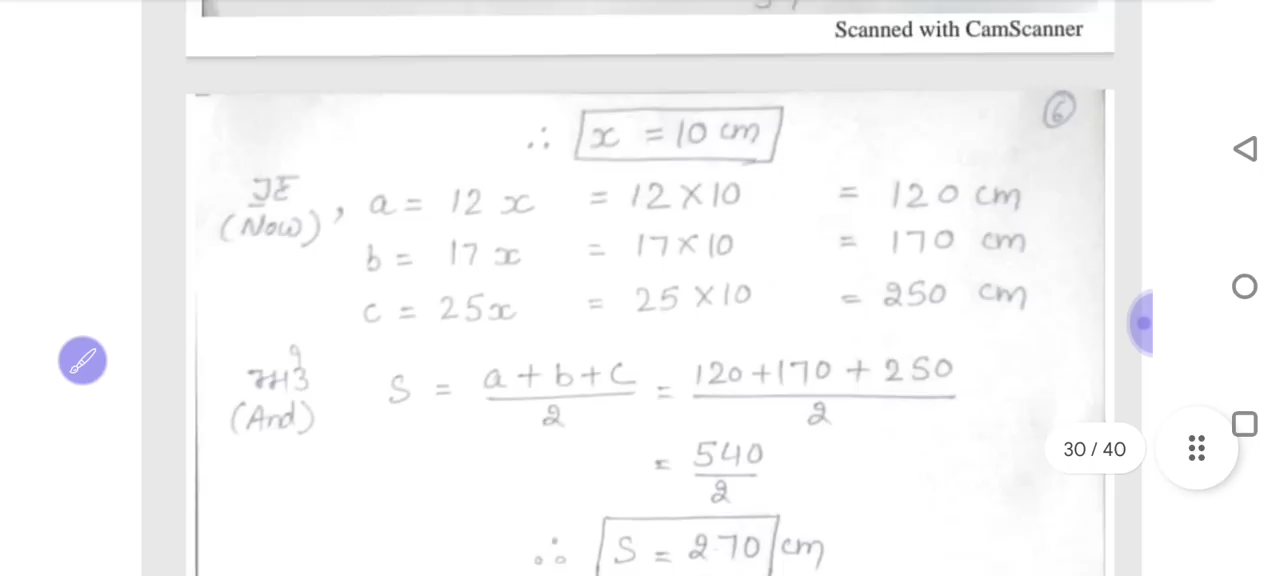 Scanned with CamScanner
6
∴ x = 10 cm
(Now), a = 12 x = 12 × 10 = 120 cm
b = 17 x = 17 × 10 = 170 cm
c = 25x = 25 × 10 = 250 cm
(And) S = a + b + c / 2 = 120 + 170 + 250 / 2
= 540 / 2
∴ S = 270 cm
30 / 40